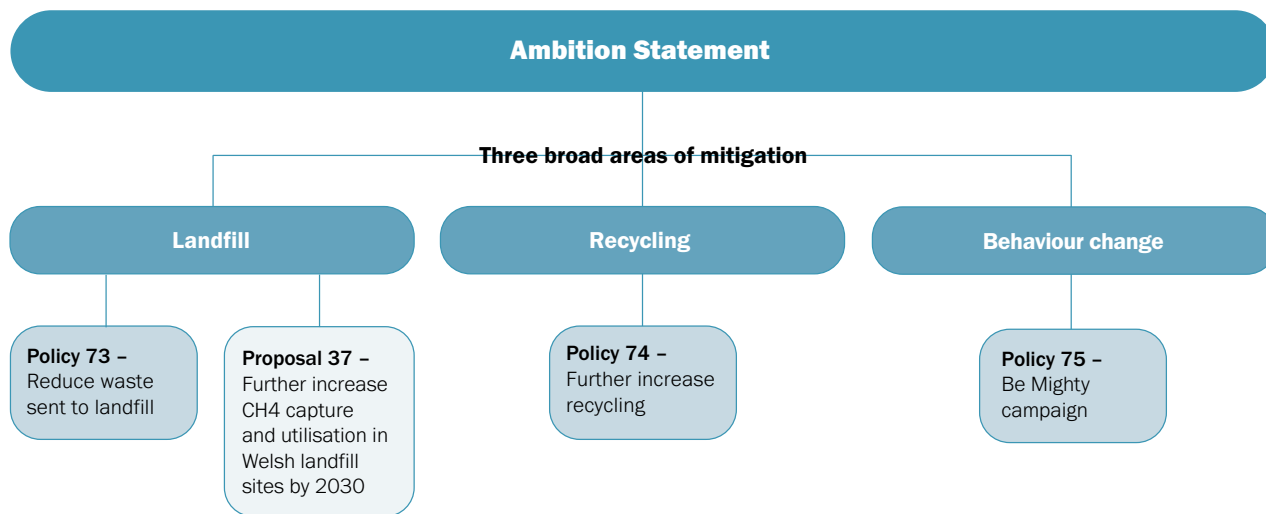 Ambition Statement
Three broad areas of mitigation
Landfill
Recycling
Behaviour change
Policy 73 –
Reduce waste
sent to landfill
Proposal 37 –
Further increase
CH4 capture
and utilisation in
Welsh landfill
sites by 2030
Policy 74 –
Further increase
recycling
Policy 75 –
Be Mighty
campaign